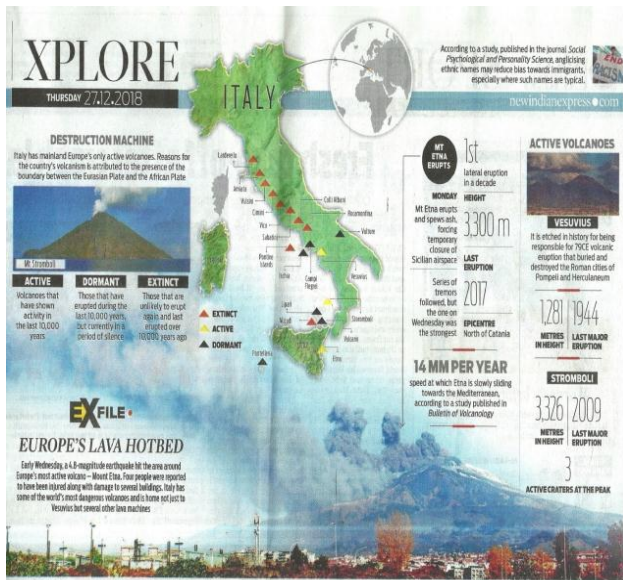 XPLORE
THURSDAY 27.12.2018
According to a study, published in the journal Social
Psychological and Personality Science, anglicising
ethnic names may reduce bias towards immigrants,
especially where such names are typical.
newindianexpress.com
DESTRUCTION MACHINE
Italy has mainland Europe's only active volcanoes. Reasons for
the country's volcanism is attributed to the presence of the
boundary between the Eurasian Plate and the African Plate
Mt Stromboli
ACTIVE
Volcanoes that
have shown
activity in
the last 10,000
years
DORMANT
Those that have
erupted during the
last 10,000 years,
but currently in a
period of silence
EXTINCT
Those that are
unlikely to erupt
again and last
erupted over
10,000 years ago
ITALY
Larderello
Amiata
Vulsini
Cimini
Vico
Sabatini
Pontine
Islands
Ischia
Campi
Flegrei
Colli Albani
Roccamonfina
Vulture
Vesuvius
Stromboli
Vulcano
Etna
Pantelleria
EXTINCT
ACTIVE
DORMANT
MT
ETNA
ERUPTS
MONDAY
Mt Etna erupts
and spews ash,
forcing
temporary
closure of
Sicilian airspace
Series of
tremors
followed, but
the one on
Wednesday was
the strongest
1st
lateral eruption
in a decade
HEIGHT
3,300 m
LAST
ERUPTION
2017
EPICENTRE
North of Catania
14 MM PER YEAR
speed at which Etna is slowly sliding
towards the Mediterranean,
according to a study published in
Bulletin of Volcanology
ACTIVE VOLCANOES
VESUVIUS
It is etched in history for being
responsible for 79CE volcanic
eruption that buried and
destroyed the Roman cities of
Pompeii and Herculaneum
1,281
METRES
IN HEIGHT
1944
LAST MAJOR
ERUPTION
STROMBOLI
3,326
METRES
IN HEIGHT
2009
LAST MAJOR
ERUPTION
3
ACTIVE CRATERS AT THE PEAK
EXFILE
EUROPE'S LAVA HOTBED
Early Wednesday, a 4.8-magnitude earthquake hit the area around
Europe's most active volcano – Mount Etna. Four people were reported
to have been injured along with damage to several buildings. Italy has
some of the world's most dangerous volcanoes and is home not just to
Vesuvius but several other lava machines